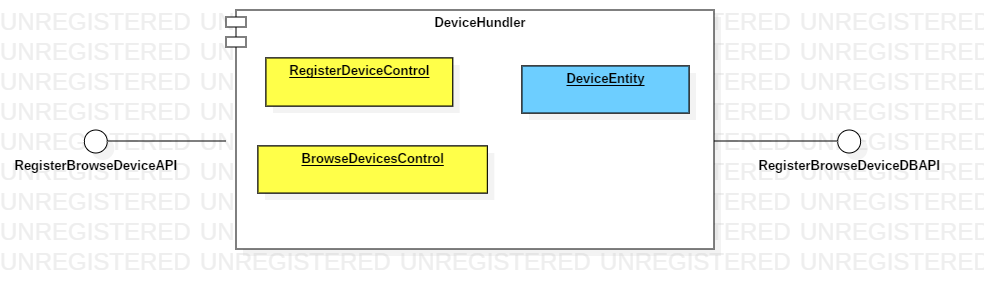 DeviceHundler
RegisterDeviceControl
DeviceEntity
BrowseDevicesControl
RegisterBrowseDeviceAPI
RegisterBrowseDeviceDBAPI
UNREGISTERED UNREGISTERED UNREGISTERED UNREGISTERED UNREGISTERED